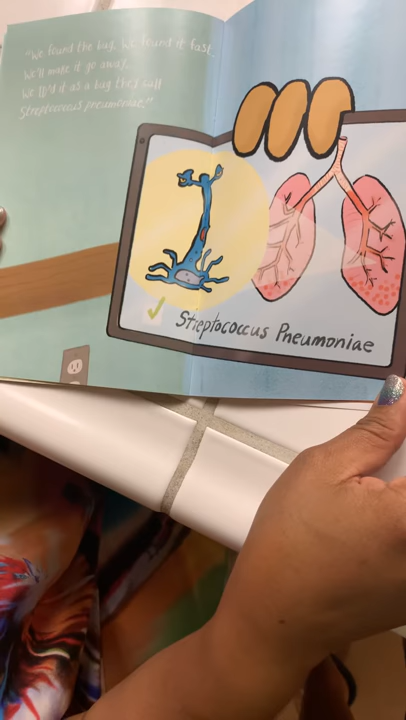 "We found the bug. We found it fast.
We'll make it go away.
We ID'd it as a bug they call
Streptococcus pneumoniae."
Streptococcus Pneumoniae